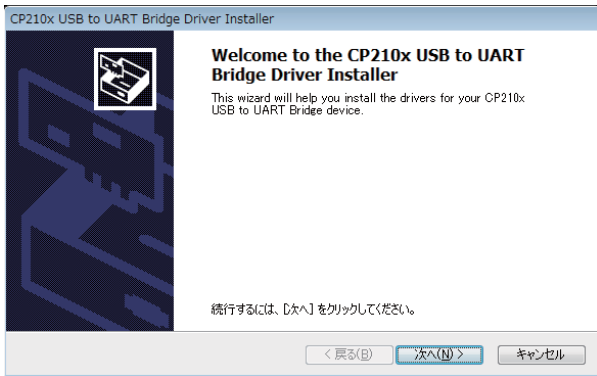 CP210x USB to UART Bridge Driver Installer
Welcome to the CP210x USB to UART
Bridge Driver Installer
This wizard will help you install the drivers for your CP210x
USB to UART Bridge device.
続行するには、[次へ] をクリックしてください。
< 戻る(B)
次へ(N) >
キャンセル